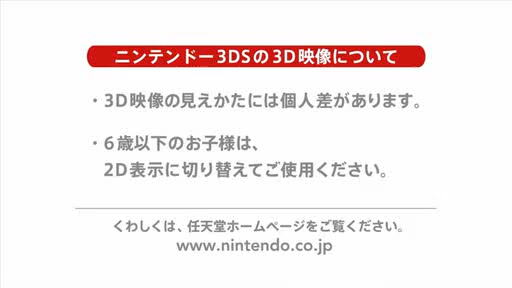 ニンテンドー3DSの3D映像について
・3D映像の見えかたには個人差があります。
・6歳以下のお子様は、
2D表示に切り替えてご使用ください。
くわしくは、任天堂ホームページをご覧ください。
www.nintendo.co.jp